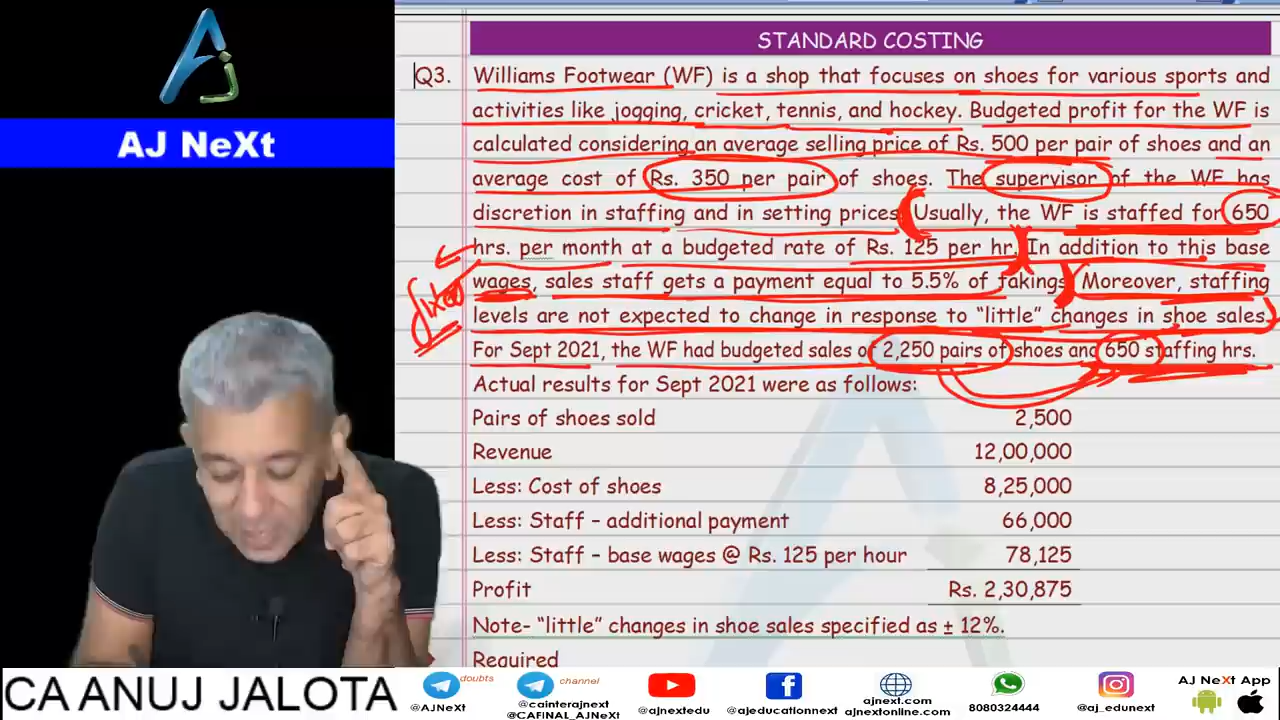 STANDARD COSTING
Q3. Williams Footwear (WF) is a shop that focuses on shoes for various sports and
activities like jogging, cricket, tennis, and hockey. Budgeted profit for the WF is
calculated considering an average selling price of Rs. 500 per pair of shoes and an
average cost of Rs. 350 per pair of shoes. The supervisor of the WF has
discretion in staffing and in setting prices. Usually, the WF is staffed for 650
hrs. per month at a budgeted rate of Rs. 125 per hr. In addition to this base
wages, sales staff gets a payment equal to 5.5% of takings. Moreover, staffing
levels are not expected to change in response to “little” changes in shoe sales.
fixed
For Sept 2021, the WF had budgeted sales of 2,250 pairs of shoes and 650 staffing hrs.
Actual results for Sept 2021 were as follows:
Pairs of shoes sold 2,500
Revenue 12,00,000
Less: Cost of shoes 8,25,000
Less: Staff – additional payment 66,000
Less: Staff – base wages @ Rs. 125 per hour 78,125
Profit Rs. 2,30,875
Note- “little” changes in shoe sales specified as ± 12%.
Required
AJ
AJ NeXt
CA ANUJ JALOTA
doubts
@AJNeXt
channel
@cainterajnext
@CAFINAL_AJNeXt
@ajnextedu
@ajeducationnext
ajnext.com
ajnextonline.com
8080324444
@aj_edunext
AJ NeXt App